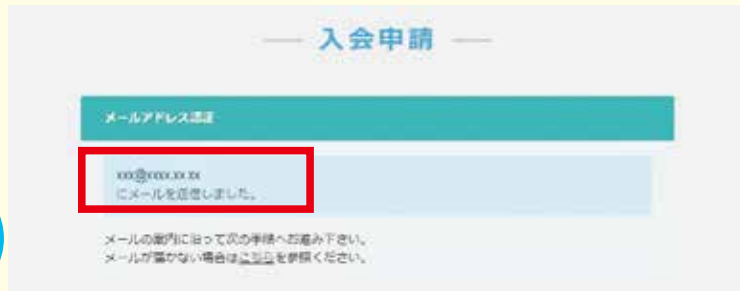 入会申請
メールアドレス認証
xxx@xxxx.xx.xx
にメールを送信しました。
メールの案内に沿って次の手続へお進み下さい。
メールが届かない場合はこちらを参照ください。